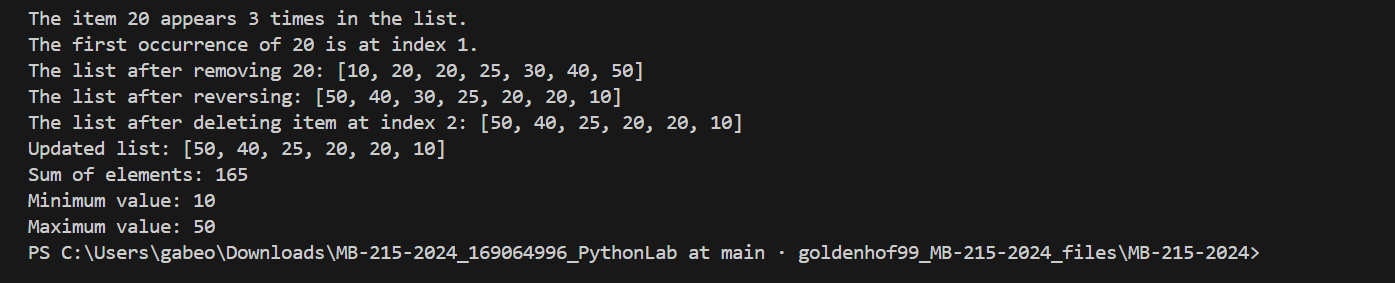 The item 20 appears 3 times in the list.
The first occurrence of 20 is at index 1.
The list after removing 20: [10, 20, 20, 25, 30, 40, 50]
The list after reversing: [50, 40, 30, 25, 20, 20, 10]
The list after deleting item at index 2: [50, 40, 25, 20, 20, 10]
Updated list: [50, 40, 25, 20, 20, 10]
Sum of elements: 165
Minimum value: 10
Maximum value: 50
PS C:\Users\gabeo\Downloads\MB-215-2024_169064996_PythonLab at main · goldenhof99_MB-215-2024_files\MB-215-2024>